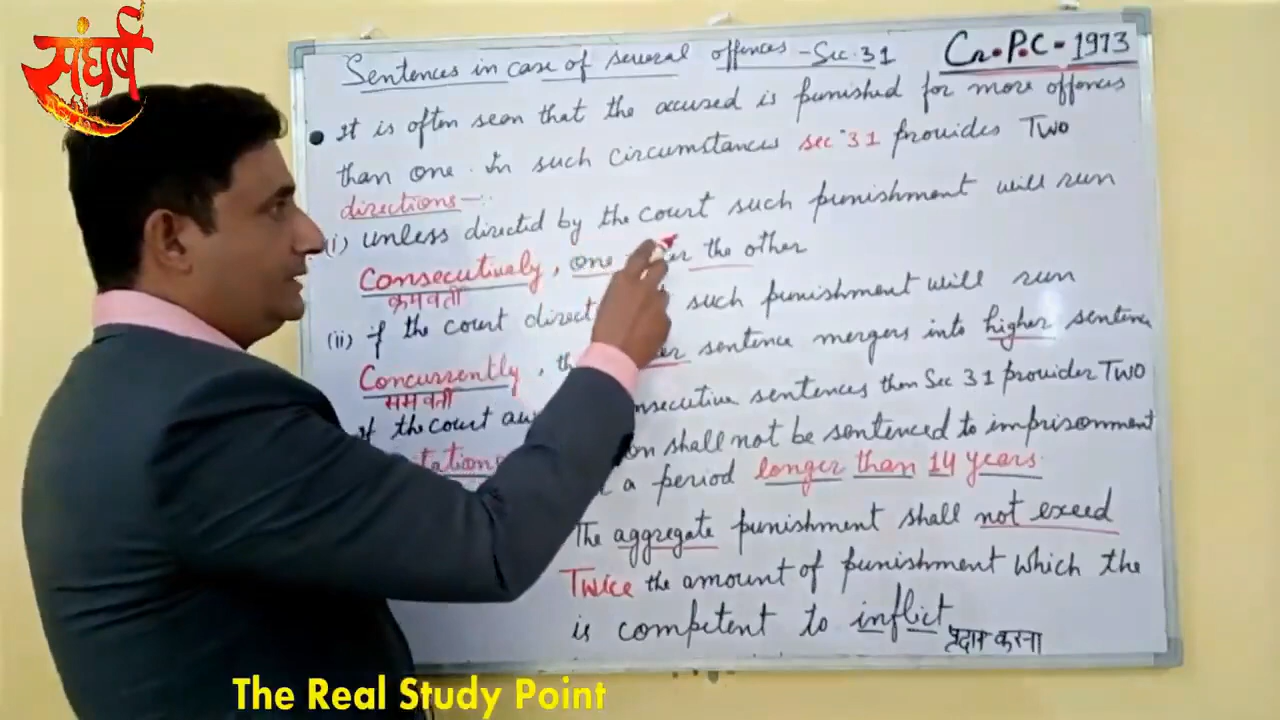 संघर्ष
Sentences in case of several offences - Sec. 31
Cr.P.C - 1973
It is often seen that the accused is punished for more offences
than one. In such circumstances sec 31 provides Two
directions -:
(i) unless directed by the court such punishment will run
Consecutively, one the other
क्रमवर्ती
(ii) if the court direct such punishment will run
Concurrently, sentence mergers into higher sentence
समवर्ती
If the court consecutive sentences then Sec 31 provider Two
shall not be sentenced to imprisonment
a period longer than 14 years.
The aggregate punishment shall not exeed
Twice the amount of punishment which the
is competent to inflict
प्रदान करना
The Real Study Point